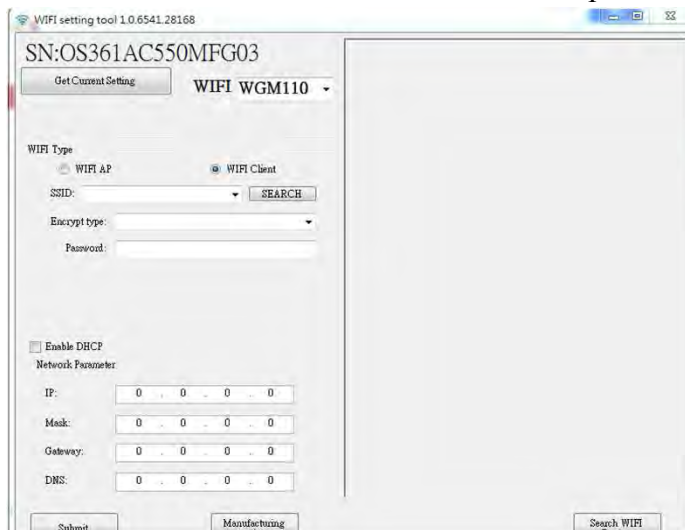 WIFI setting tool 1.0.6541.28168
SN:OS361AC550MFG03
Get Current Setting
WIFI WGM110
WIFI Type
WIFI AP
WIFI Client
SSID:
SEARCH
Encrypt type:
Password:
Enable DHCP
Network Parameter
IP: 0 . 0 . 0 . 0
Mask: 0 . 0 . 0 . 0
Gateway: 0 . 0 . 0 . 0
DNS: 0 . 0 . 0 . 0
Submit
Manufacturing
Search WIFI